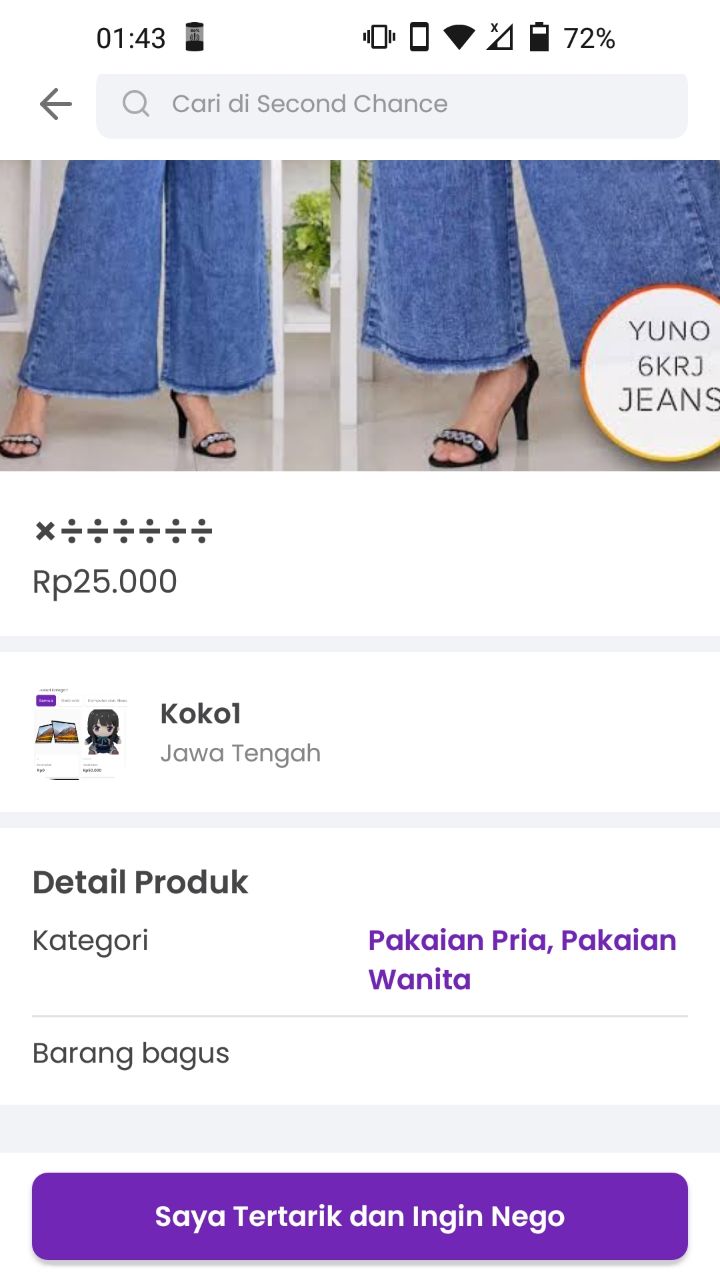 01:43
72%
Cari di Second Chance
YUNO
6KRJ
JEANS
×÷÷÷÷÷÷
Rp25.000
Koko1
Jawa Tengah
Detail Produk
Kategori
Pakaian Pria, Pakaian
Wanita
Barang bagus
Saya Tertarik dan Ingin Nego